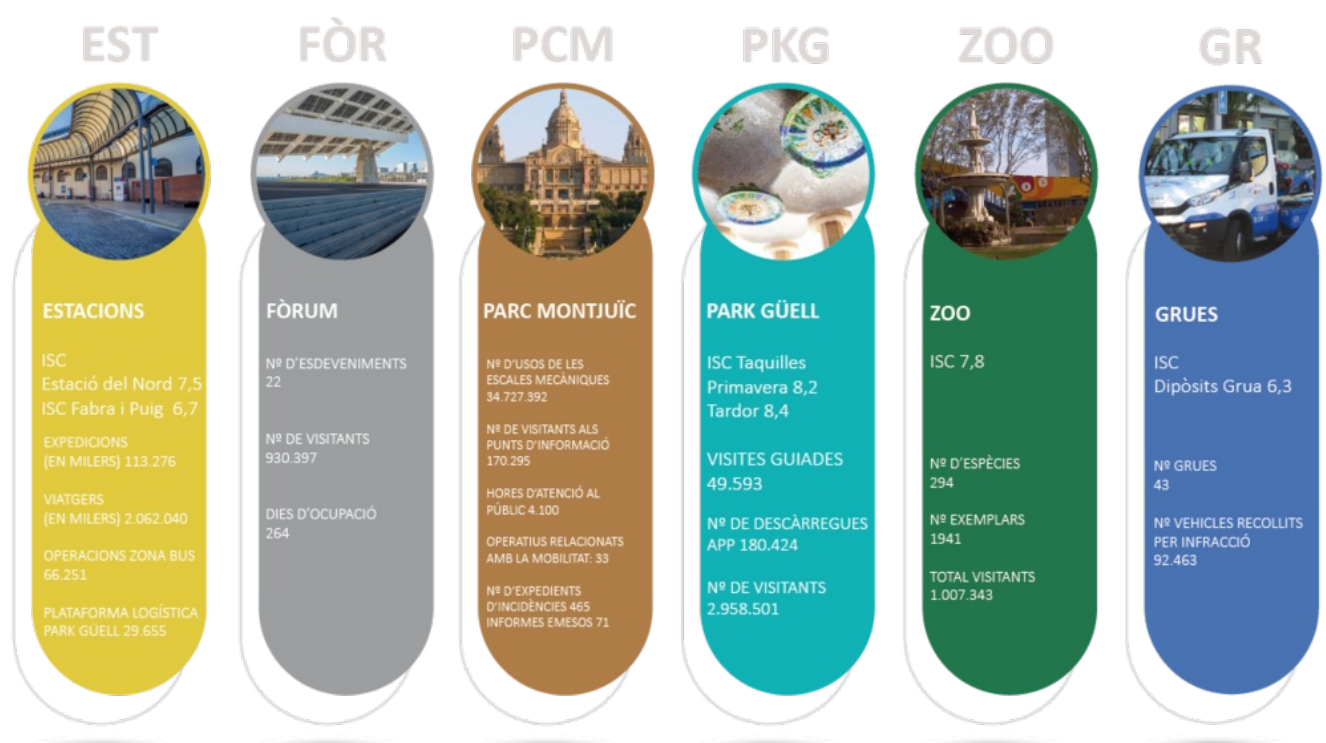 EST
FÒR
PCM
PKG
ZOO
GR
ESTACIONS
ISC
Estació del Nord 7,5
ISC Fabra i Puig 6,7
EXPEDICIONS
(EN MILERS) 113.276
VIATGERS
(EN MILERS) 2.062.040
OPERACIONS ZONA BUS
66.251
PLATAFORMA LOGÍSTICA
PARK GÜELL 29.655
FÒRUM
Nº D'ESDEVENIMENTS
22
Nº DE VISITANTS
930.397
DIES D'OCUPACIÓ
264
PARC MONTJUÏC
Nº D'USOS DE LES
ESCALES MECÀNIQUES
34.727.392
Nº DE VISITANTS ALS
PUNTS D'INFORMACIÓ
170.295
HORES D'ATENCIÓ AL
PÚBLIC 4.100
OPERATIUS RELACIONATS
AMB LA MOBILITAT: 33
Nº D'EXPEDIENTS
D'INCIDÈNCIES 465
INFORMES EMESOS 71
PARK GÜELL
ISC Taquilles
Primavera 8,2
Tardor 8,4
VISITES GUIADES
49.593
Nº DE DESCÀRREGUES
APP 180.424
Nº DE VISITANTS
2.958.501
ZOO
ISC 7,8
Nº D'ESPÈCIES
294
Nº EXEMPLARS
1941
TOTAL VISITANTS
1.007.343
GRUES
ISC
Dipòsits Grua 6,3
Nº GRUES
43
Nº VEHICLES RECOLLITS
PER INFRACCIÓ
92.463